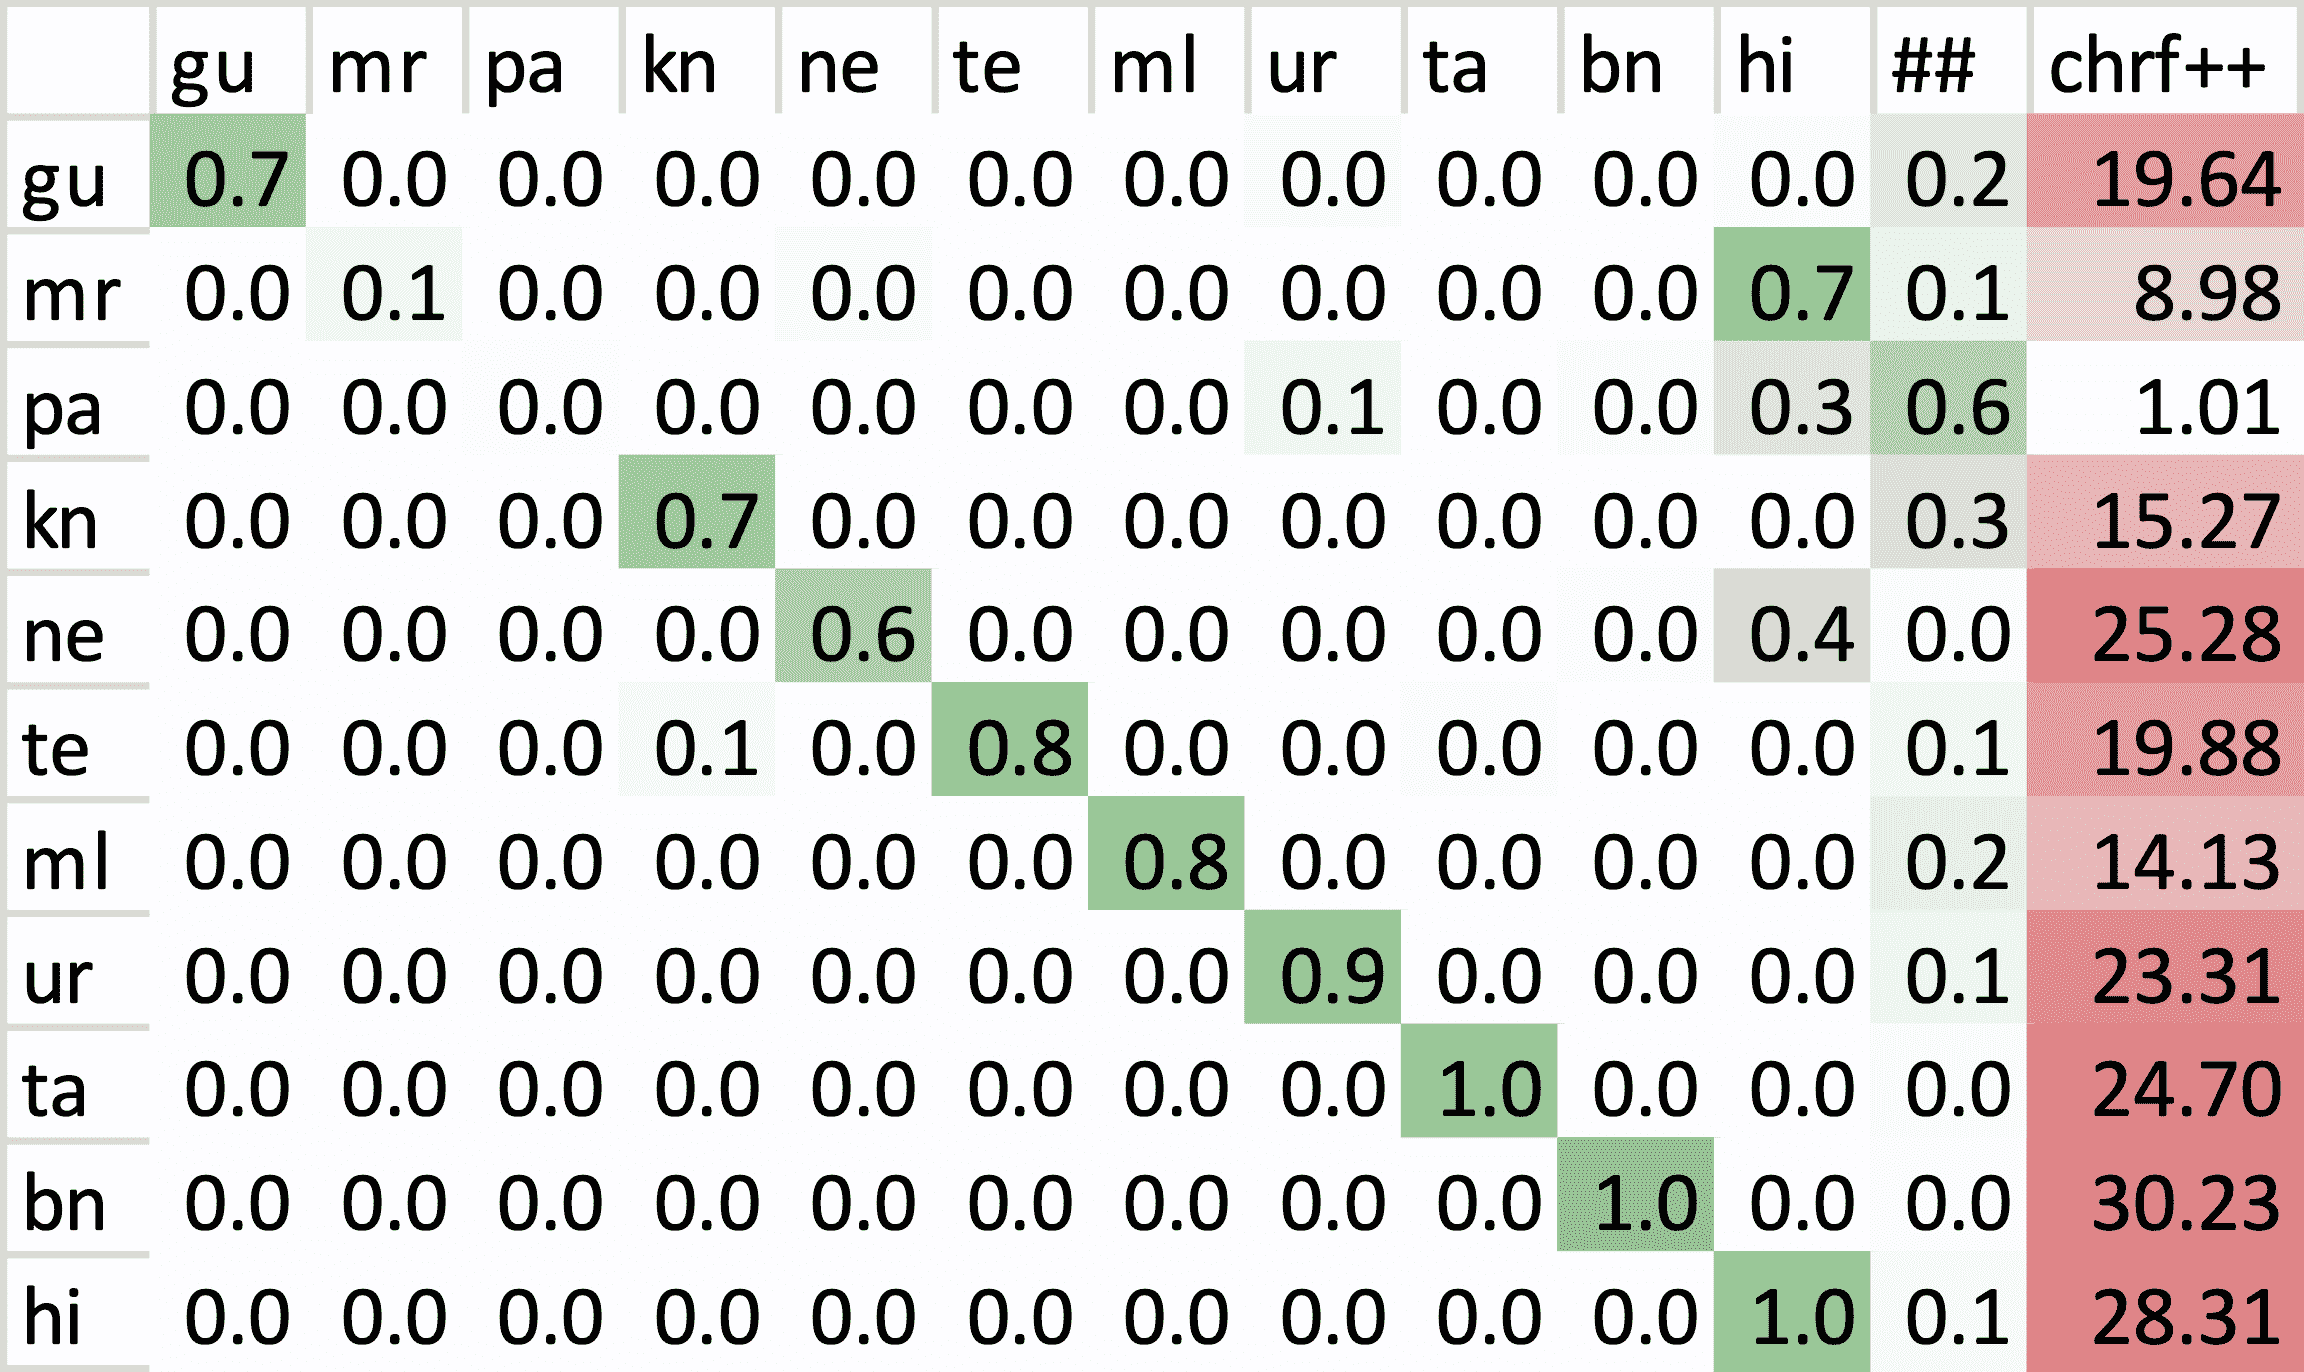 gu mr pa kn ne te ml ur ta bn hi ## chrf++
gu 0.7 0.0 0.0 0.0 0.0 0.0 0.0 0.0 0.0 0.0 0.0 0.2 19.64
mr 0.0 0.1 0.0 0.0 0.0 0.0 0.0 0.0 0.0 0.0 0.7 0.1 8.98
pa 0.0 0.0 0.0 0.0 0.0 0.0 0.0 0.1 0.0 0.0 0.3 0.6 1.01
kn 0.0 0.0 0.0 0.7 0.0 0.0 0.0 0.0 0.0 0.0 0.0 0.3 15.27
ne 0.0 0.0 0.0 0.0 0.6 0.0 0.0 0.0 0.0 0.0 0.4 0.0 25.28
te 0.0 0.0 0.0 0.1 0.0 0.8 0.0 0.0 0.0 0.0 0.0 0.1 19.88
ml 0.0 0.0 0.0 0.0 0.0 0.0 0.8 0.0 0.0 0.0 0.0 0.2 14.13
ur 0.0 0.0 0.0 0.0 0.0 0.0 0.0 0.9 0.0 0.0 0.0 0.1 23.31
ta 0.0 0.0 0.0 0.0 0.0 0.0 0.0 0.0 1.0 0.0 0.0 0.0 24.70
bn 0.0 0.0 0.0 0.0 0.0 0.0 0.0 0.0 0.0 1.0 0.0 0.0 30.23
hi 0.0 0.0 0.0 0.0 0.0 0.0 0.0 0.0 0.0 0.0 1.0 0.1 28.31